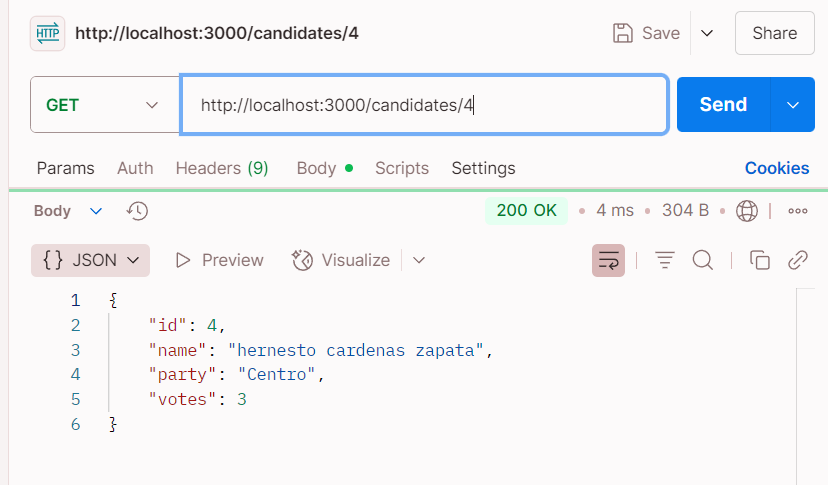 HTTP http://localhost:3000/candidates/4 Save Share
GET http://localhost:3000/candidates/4 Send
Params Auth Headers (9) Body Scripts Settings Cookies
Body 200 OK 4 ms 304 B
{} JSON Preview Visualize
1 {
2 "id": 4,
3 "name": "hernesto cardenas zapata",
4 "party": "Centro",
5 "votes": 3
6 }